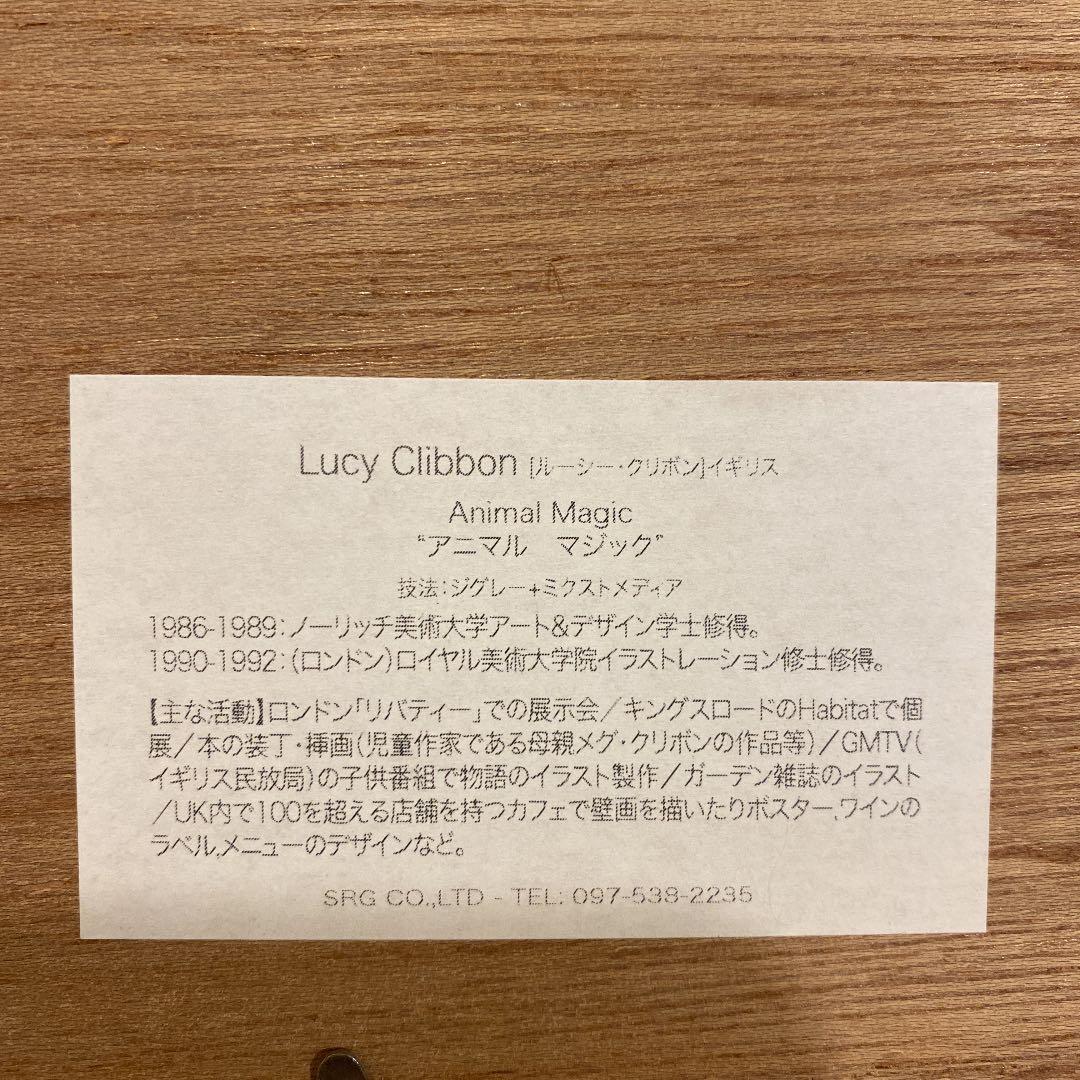 Lucy Clibbon [ルーシー・クリボン]イギリス
Animal Magic
“アニマル　マジック”
技法：ジグレー+ミクストメディア
1986-1989：ノーリッチ美術大学アート&デザイン学士修得。
1990-1992：(ロンドン)ロイヤル美術大学院イラストレーション修士修得。
【主な活動】ロンドン「リバティー」での展示会/キングスロードのHabitatで個
展/本の装丁・挿画(児童作家である母親メグ・クリボンの作品等)/GMTV(
イギリス民放局)の子供番組で物語のイラスト製作/ガーデン雑誌のイラスト
/UK内で100を超える店舗を持つカフェで壁画を描いたりポスター,ワインの
ラベル,メニューのデザインなど。
SRG CO.,LTD - TEL: 097-538-2235